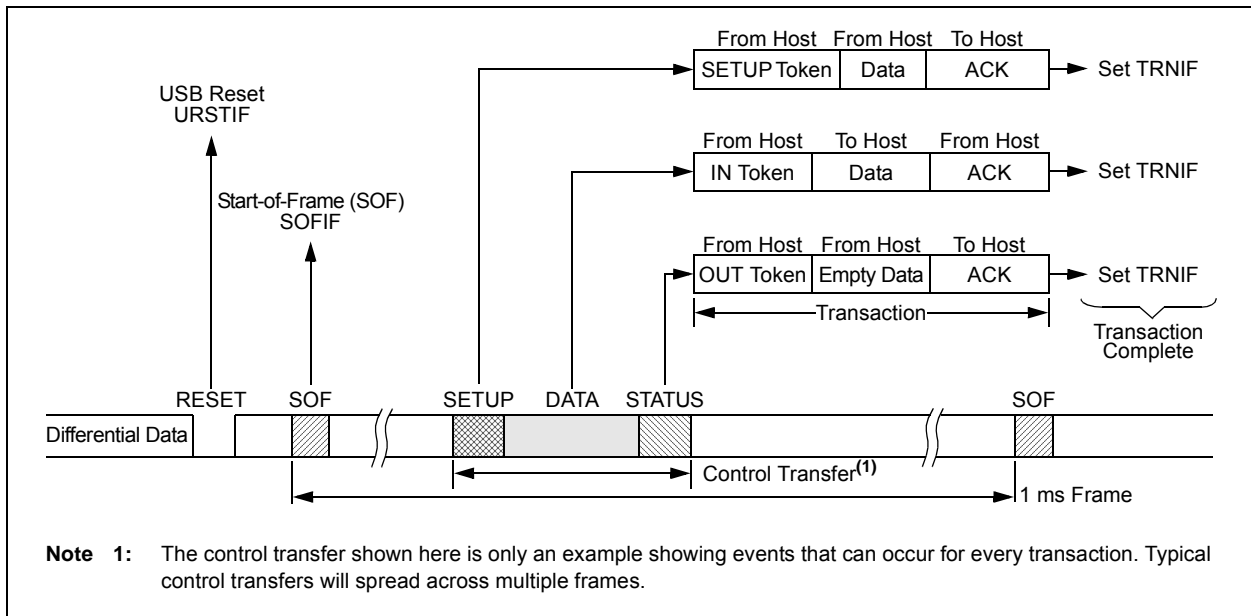 From Host From Host To Host
SETUP Token Data ACK Set TRNIF
USB Reset
URSTIF
From Host To Host From Host
IN Token Data ACK Set TRNIF
Start-of-Frame (SOF)
SOFIF
From Host From Host To Host
OUT Token Empty Data ACK Set TRNIF
Transaction
Transaction
Complete
RESET SOF SETUP DATA STATUS SOF
Differential Data
Control Transfer(1)
1 ms Frame
Note 1: The control transfer shown here is only an example showing events that can occur for every transaction. Typical
control transfers will spread across multiple frames.